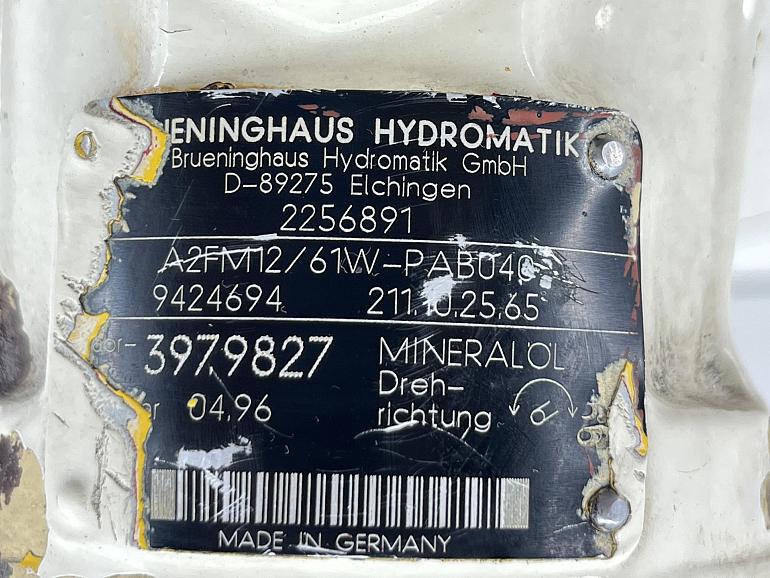 UENINGHAUS HYDROMATIK
Brueninghaus Hydromatik GmbH
D-89275 Elchingen
2256891
A2FM12/61W-PAB040
9424694 211.10.25.65
3979827 MINERALÖL
Dreh-
04.96 richtung
MADE IN GERMANY